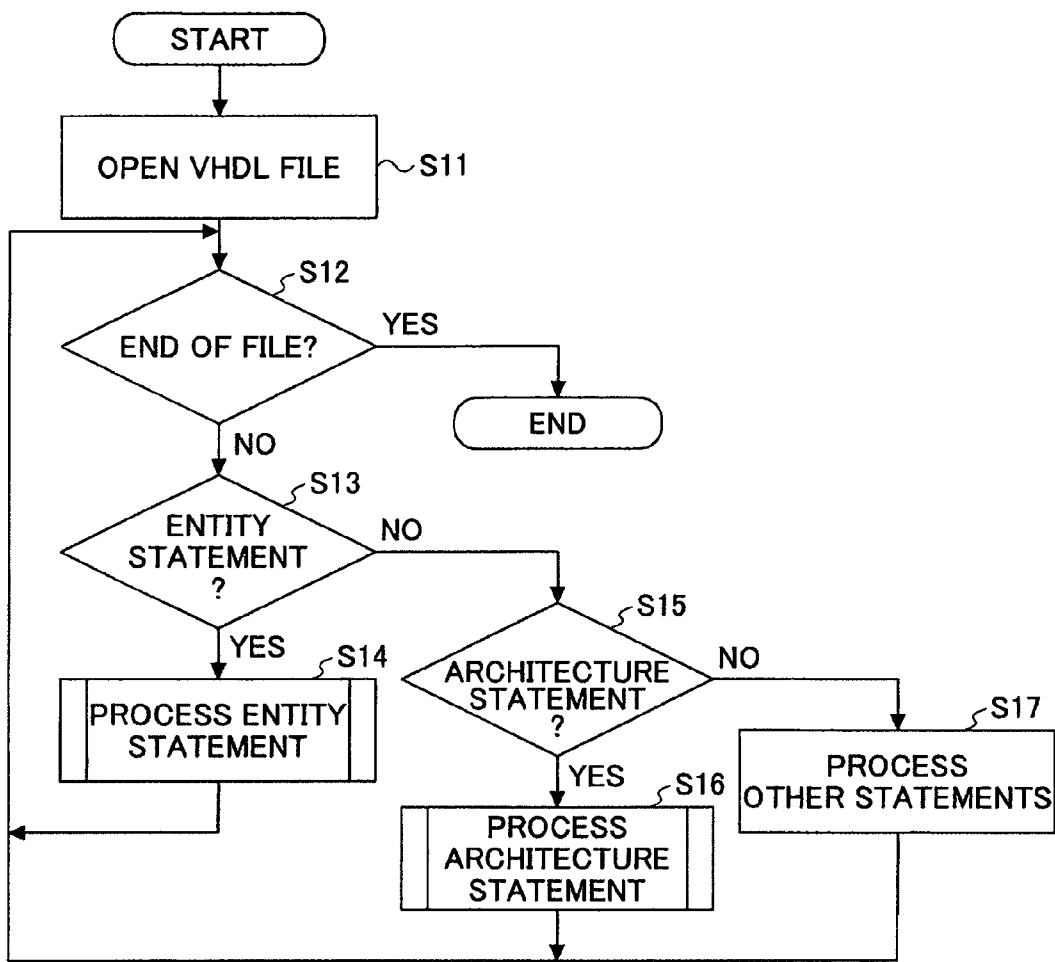 START
OPEN VHDL FILE
S11
S12
END OF FILE?
YES
END
NO
S13
ENTITY
STATEMENT
?
NO
YES
S14
PROCESS ENTITY
STATEMENT
S15
ARCHITECTURE
STATEMENT
?
NO
YES
S16
PROCESS
ARCHITECTURE
STATEMENT
S17
PROCESS
OTHER STATEMENTS